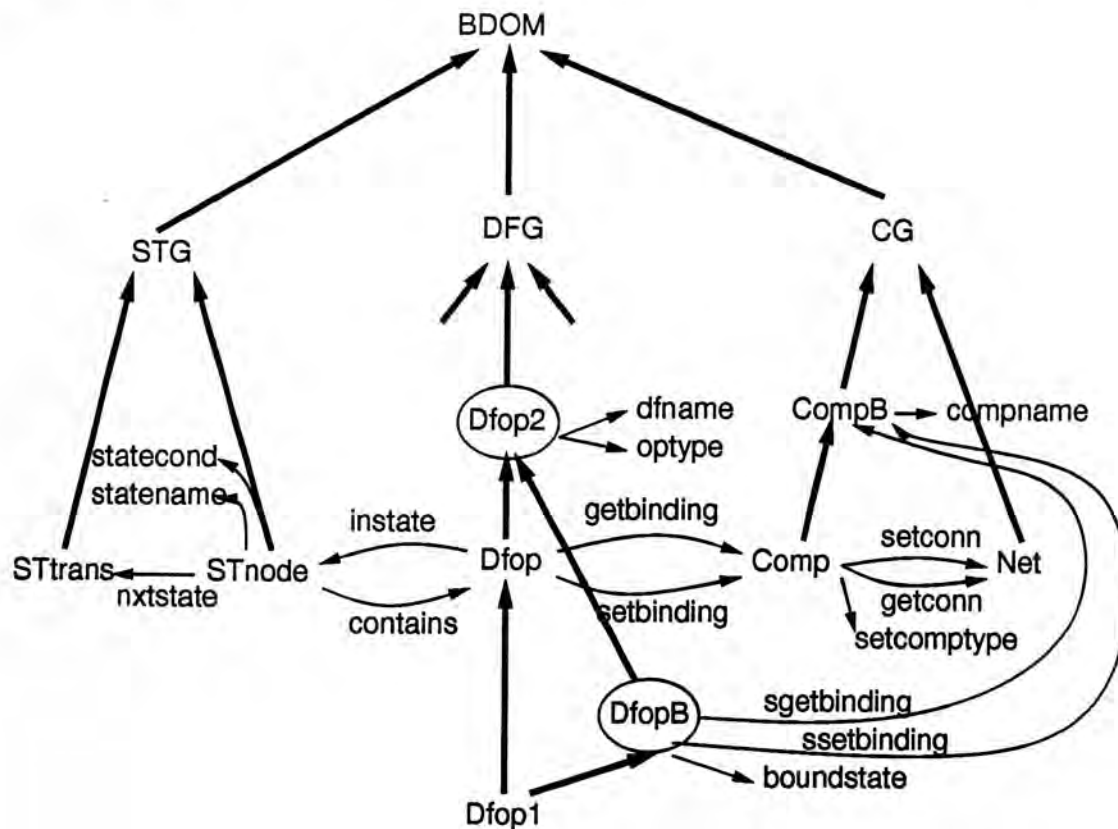 BDOM
STG
DFG
CG
Dfop2
dfname
optype
CompB
compname
statecond
statename
instate
getbinding
setconn
STtrans
STnode
Dfop
Comp
Net
nxtstate
contains
setbinding
getconn
setcomptype
DfopB
sgetbinding
ssetbinding
boundstate
Dfop1